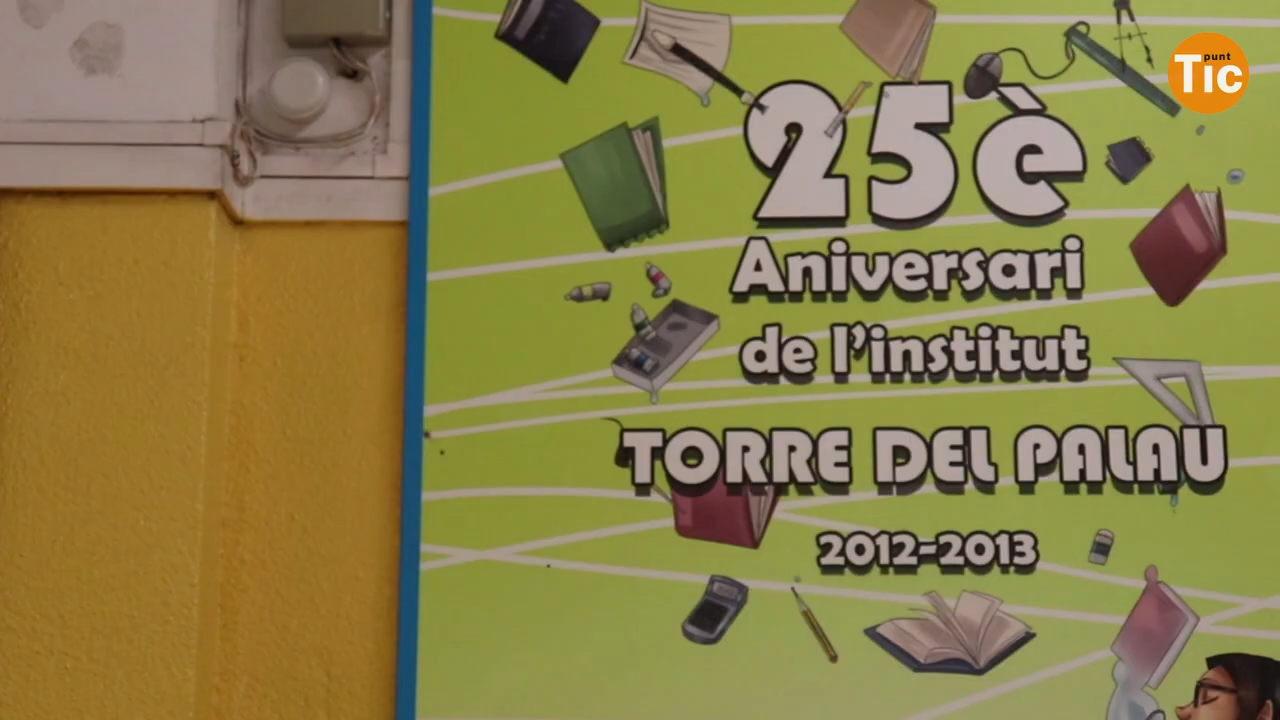 punt
Tic
25è
Aniversari
de l'institut
TORRE DEL PALAU
2012-2013